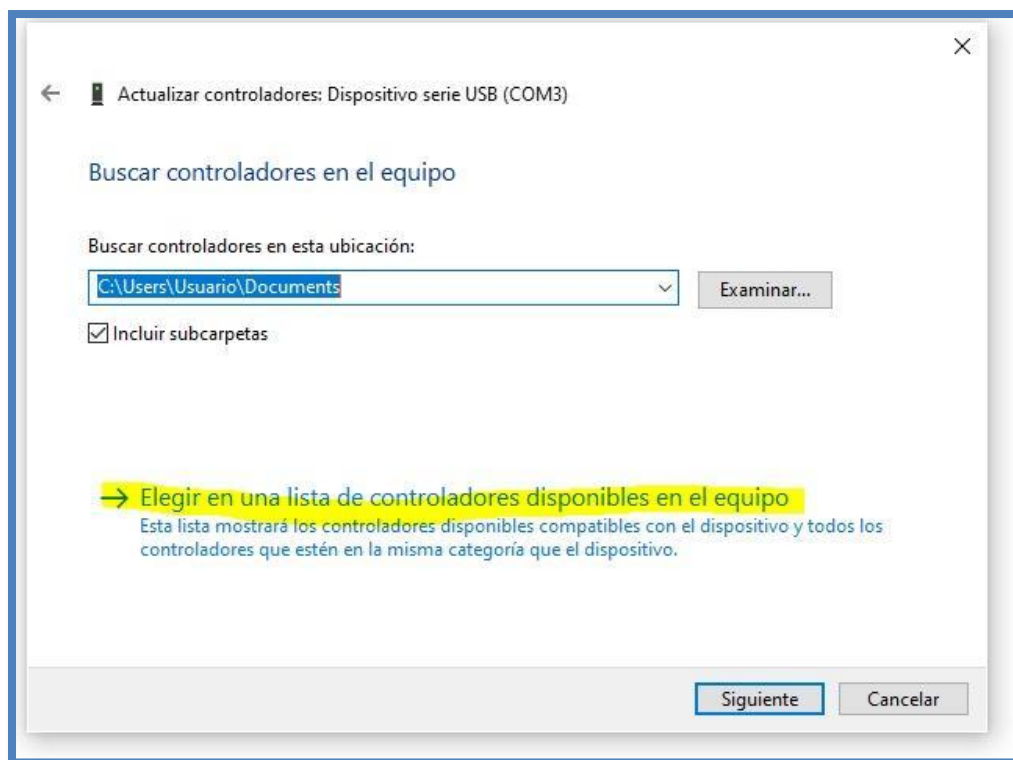 Actualizar controladores: Dispositivo serie USB (COM3)
Buscar controladores en el equipo
Buscar controladores en esta ubicación:
C:\Users\Usuario\Documents
Examinar...
Incluir subcarpetas
Elegir en una lista de controladores disponibles en el equipo
Esta lista mostrará los controladores disponibles compatibles con el dispositivo y todos los
controladores que estén en la misma categoría que el dispositivo.
Siguiente
Cancelar